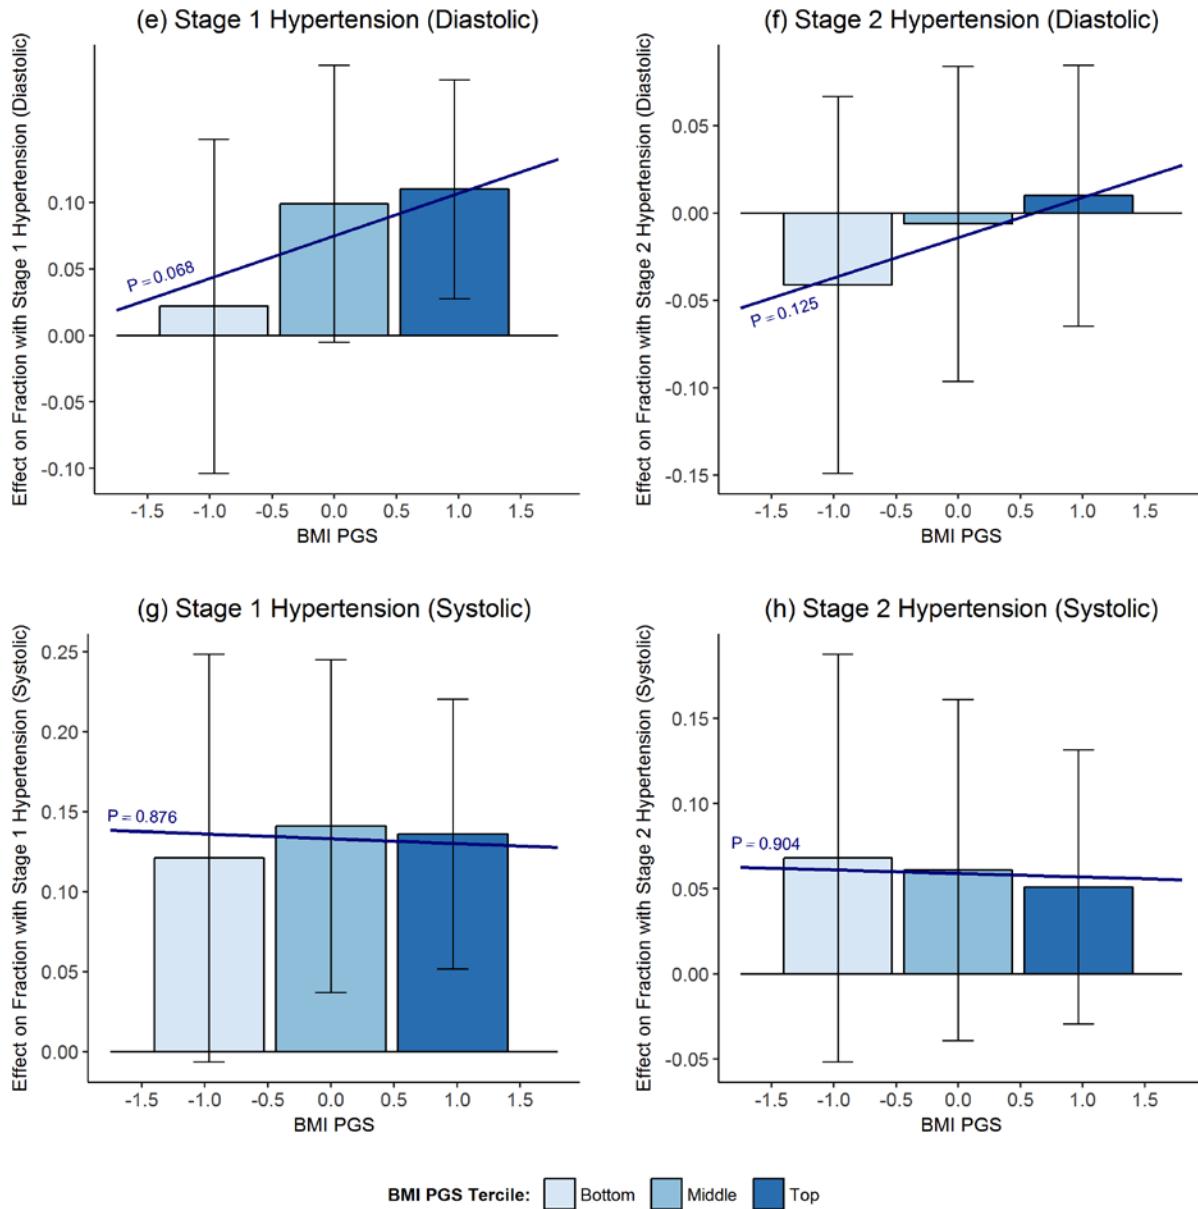 (e) Stage 1 Hypertension (Diastolic)
Effect on Fraction with Stage 1 Hypertension (Diastolic)
0.10
0.05
0.00
-0.05
-0.10
P = 0.068
-1.5 -1.0 -0.5 0.0 0.5 1.0 1.5
BMI PGS
(f) Stage 2 Hypertension (Diastolic)
Effect on Fraction with Stage 2 Hypertension (Diastolic)
0.05
0.00
-0.05
-0.10
-0.15
P = 0.125
-1.5 -1.0 -0.5 0.0 0.5 1.0 1.5
BMI PGS
(g) Stage 1 Hypertension (Systolic)
Effect on Fraction with Stage 1 Hypertension (Systolic)
0.25
0.20
0.15
0.10
0.05
0.00
P = 0.876
-1.5 -1.0 -0.5 0.0 0.5 1.0 1.5
BMI PGS
(h) Stage 2 Hypertension (Systolic)
Effect on Fraction with Stage 2 Hypertension (Systolic)
0.15
0.10
0.05
0.00
-0.05
P = 0.904
-1.5 -1.0 -0.5 0.0 0.5 1.0 1.5
BMI PGS
BMI PGS Tercile: Bottom Middle Top